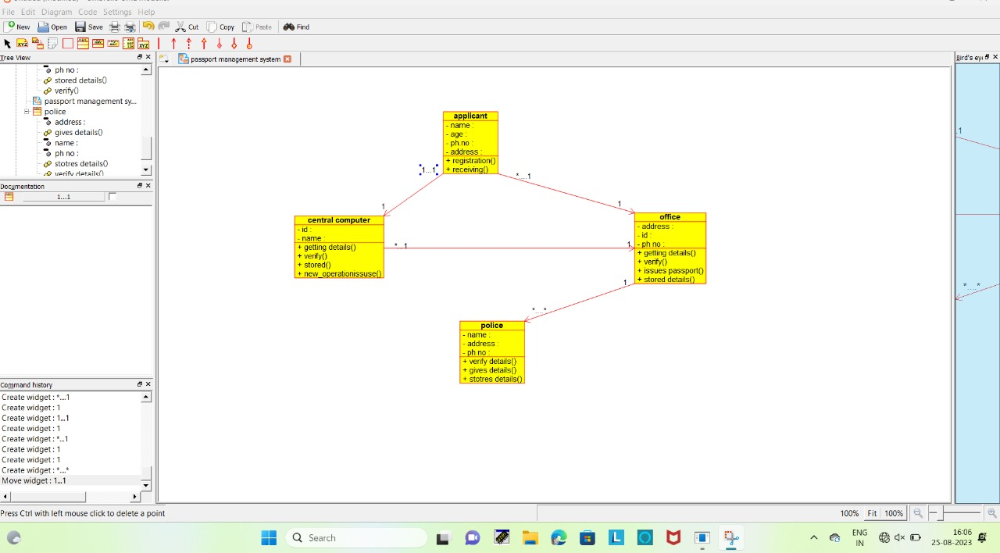 File Edit Diagram Code Settings Help
New Open Save Cut Copy Paste Find
Tree View
passport management system
Bird's ey
ph no :
stored details()
verify()
passport management sy...
police
address :
gives details()
name :
ph no :
stotres details()
verify details()
Documentation
1...1
Command history
Create widget : *....1
Create widget : 1
Create widget : 1...1
Create widget : 1
Create widget : *...1
Create widget : 1
Create widget : 1
Create widget : *....*
Move widget : 1...1
applicant
- name :
- age :
- ph.no :
- address :
+ registration()
+ receiving()
1...1
*....1
1
1
central computer
- id :
- name :
+ getting details()
+ verify()
+ stored()
+ new_operationissuse()
*...1
1
office
- address :
- id :
- ph no :
+ getting details()
+ verify()
+ issues passport()
+ stored details()
1
*....*
police
- name :
- address :
- ph no :
+ verify details()
+ gives details()
+ stotres details()
.1
*....*
Press Ctrl with left mouse click to delete a point
100% Fit 100%
Search
ENG
IN
16:06
25-08-2023